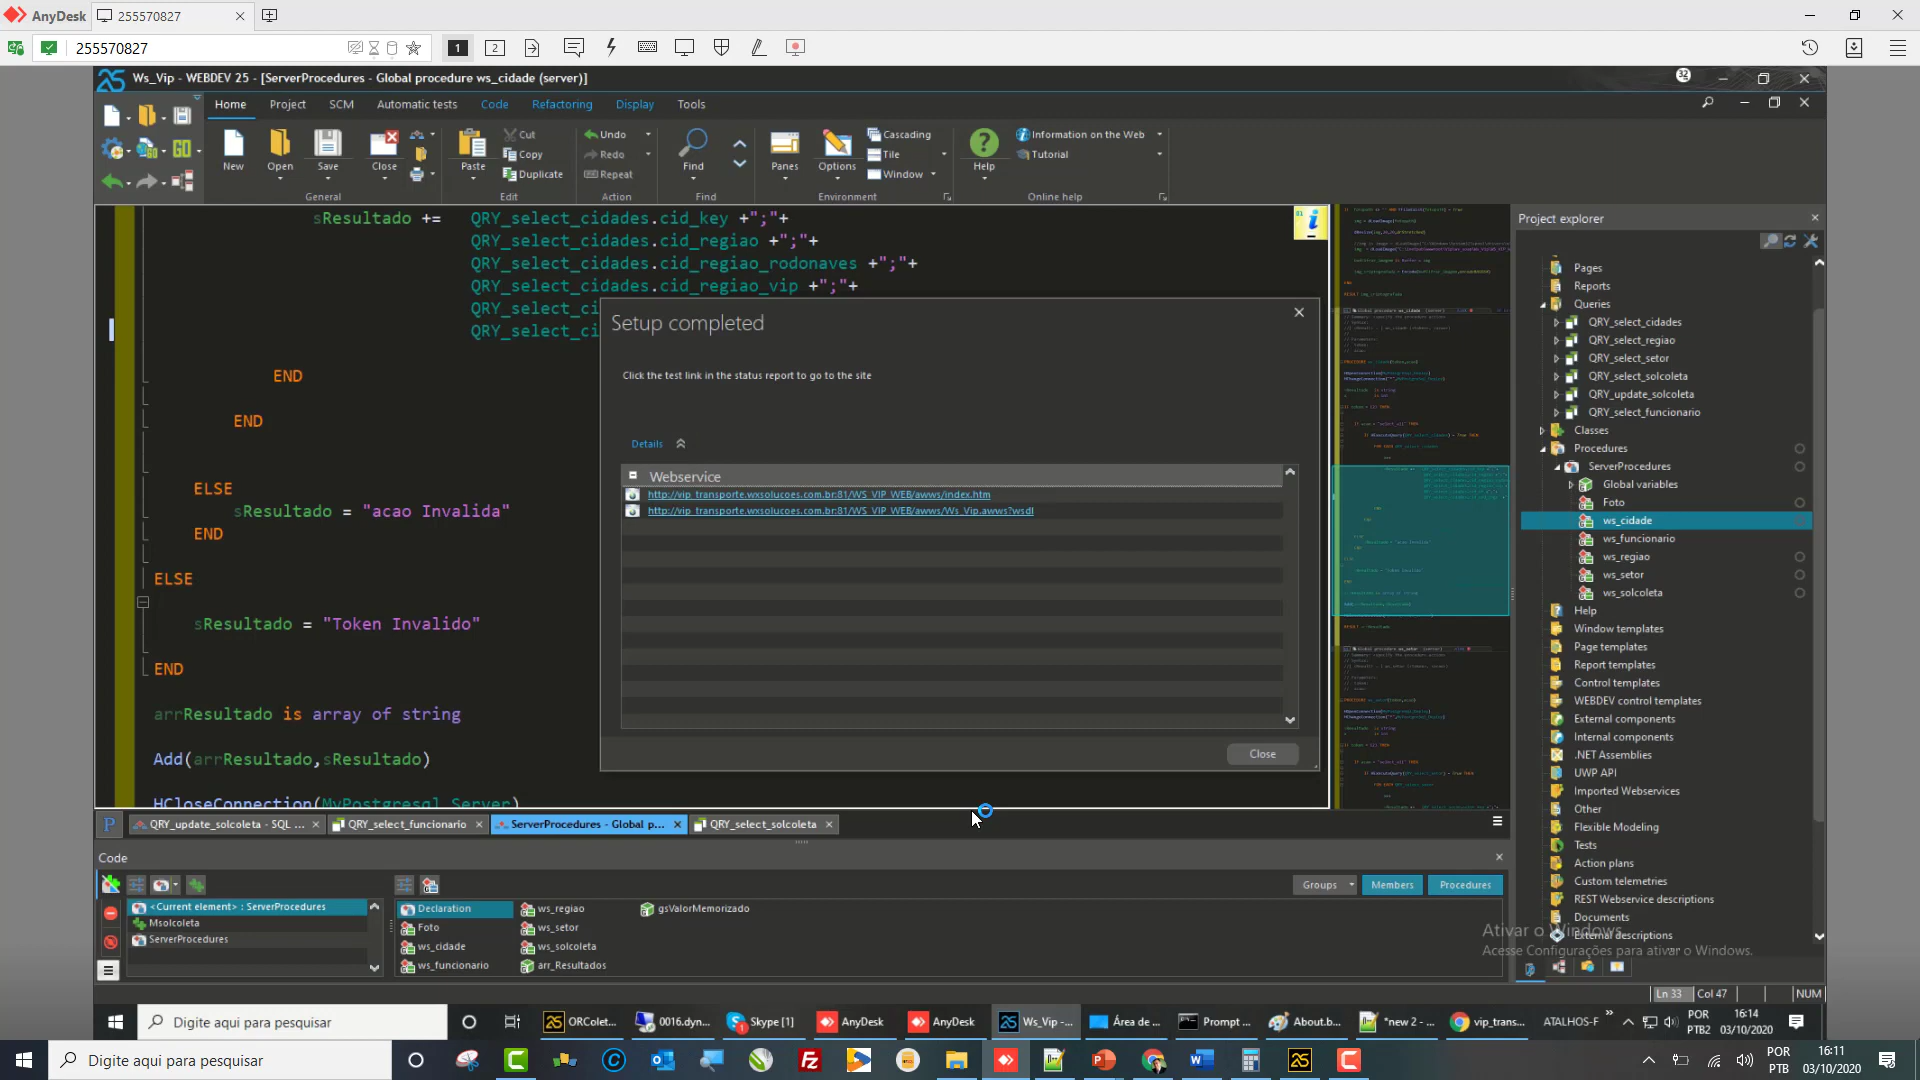 AnyDesk
255570827
255570827
1
2
Ws_Vip - WEBDEV 25 - [ServerProcedures - Global procedure ws_cidade (server)]
32
Home Project SCM Automatic tests Code Refactoring Display Tools
New Open Save Close Paste Cut Copy Duplicate Undo Redo Repeat Find Panes Options Cascading Tile Window Help Information on the Web Tutorial
General Edit Action Find Environment Online help
sResultado += QRY_select_cidades.cid_key +";"+
QRY_select_cidades.cid_regiao +";"+
QRY_select_cidades.cid_regiao_rodonaves +";"+
QRY_select_cidades.cid_regiao_vip +";"+
QRY_select_ci
QRY_select_ci
END
END
ELSE
sResultado = "acao Invalida"
END
ELSE
sResultado = "Token Invalido"
END
arrResultado is array of string
Add(arrResultado,sResultado)
HCloseConnection(MyPostgresql_Server)
Setup completed
Click the test link in the status report to go to the site
Details
Webservice
http://vip_transporte.wxsolucoes.com.br:81/WS_VIP_WEB/awws/index.htm
http://vip_transporte.wxsolucoes.com.br:81/WS_VIP_WEB/awws/Ws_Vip.awws?wsdl
Close
Project explorer
Pages
Reports
Queries
QRY_select_cidades
QRY_select_regiao
QRY_select_setor
QRY_select_solcoleta
QRY_update_solcoleta
QRY_select_funcionario
Classes
Procedures
ServerProcedures
Global variables
Foto
ws_cidade
ws_funcionario
ws_regiao
ws_setor
ws_solcoleta
Help
Window templates
Page templates
Report templates
Control templates
WEBDEV control templates
External components
Internal components
.NET Assemblies
UWP API
Imported Webservices
Other
Flexible Modeling
Tests
Action plans
Custom telemetries
REST Webservice descriptions
Documents
External descriptions
Ativar o Windows
Acesse Configurações para ativar o Windows.
QRY_update_solcoleta - SQL ... QRY_select_funcionario ServerProcedures - Global p... QRY_select_solcoleta
Code
Groups Members Procedures
<Current element> : ServerProcedures
Msolcoleta
ServerProcedures
Declaration ws_regiao gsValorMemorizado
Foto ws_setor
ws_cidade ws_solcoleta
ws_funcionario arr_Resultados
Ln 33 Col 47 NUM
Digite aqui para pesquisar ORColet... 0016.dyn... Skype [1] AnyDesk AnyDesk Ws_Vip -... Área de ... Prompt ... About.b... *new 2 - ... vip_trans... ATALHOS-F POR PTB2 16:14 03/10/2020
Digite aqui para pesquisar POR PTB 16:11 03/10/2020